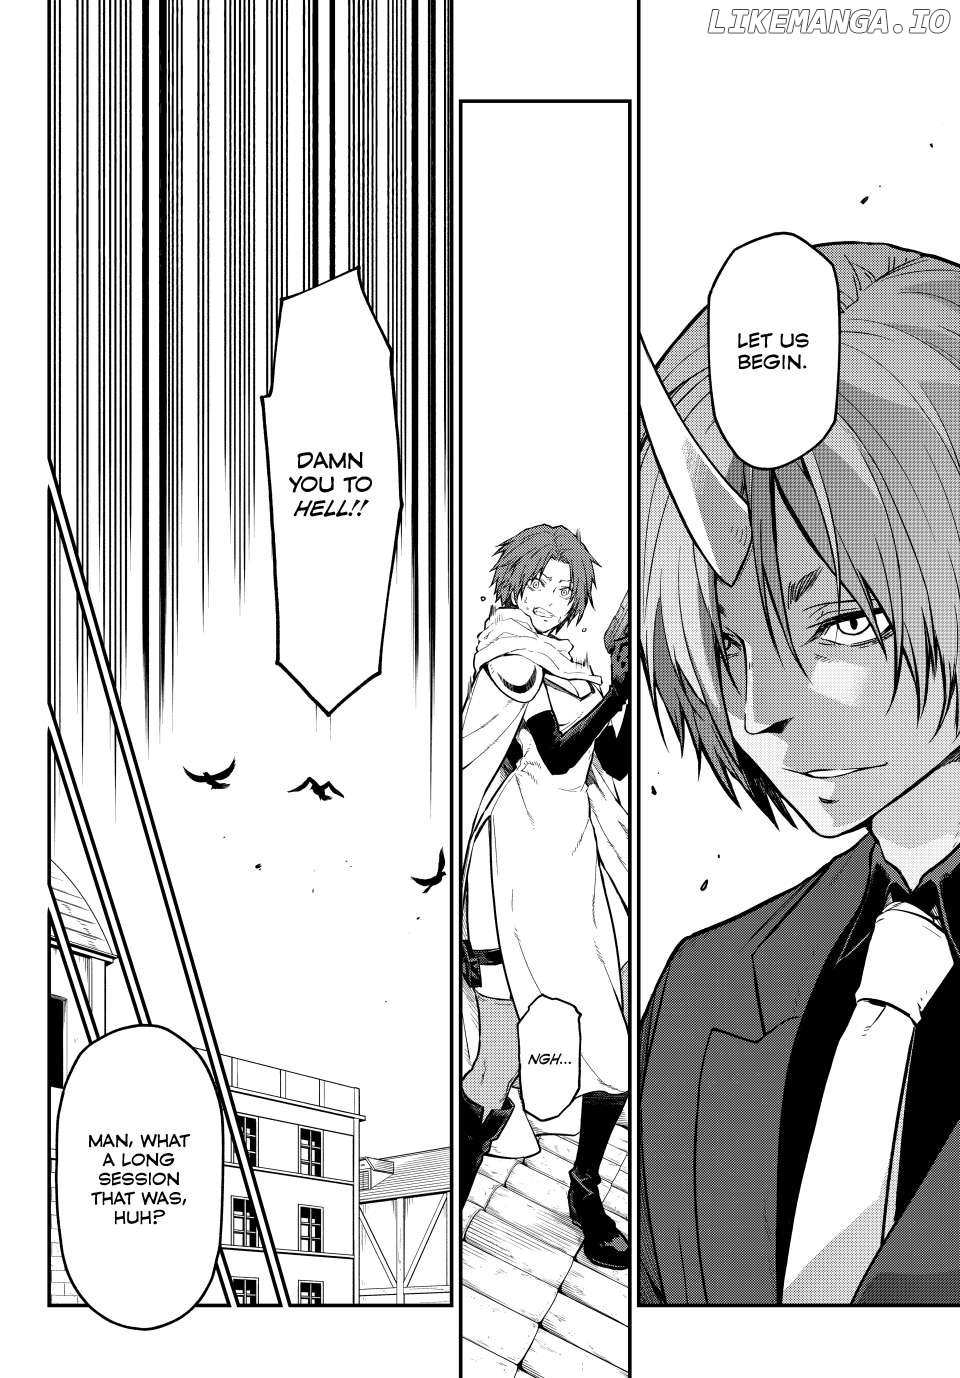 LIKEMANGA.IO
LET US
BEGIN.
NGH...
DAMN
YOU TO
HELL!!
MAN, WHAT
A LONG
SESSION
THAT WAS,
HUH?